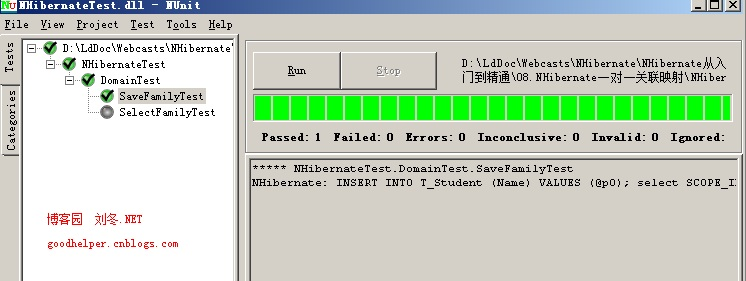 NHibernateTest.dll - NUnit
File View Project Test Tools Help
Tests
Categories
D:\LdDoc\Webcasts\NHibernate\
NHibernateTest
DomainTest
SaveFamilyTest
SelectFamilyTest
博客园 刘冬.NET
goodhelper.cnblogs.com
Run
Stop
D:\LdDoc\Webcasts\NHibernate\NHibernate从入
门到精通\08.NHibernate一对一关联映射\NHiber
Passed: 1 Failed: 0 Errors: 0 Inconclusive: 0 Invalid: 0 Ignored:
***** NHibernateTest.DomainTest.SaveFamilyTest
NHibernate: INSERT INTO T_Student (Name) VALUES (@p0); select SCOPE_I